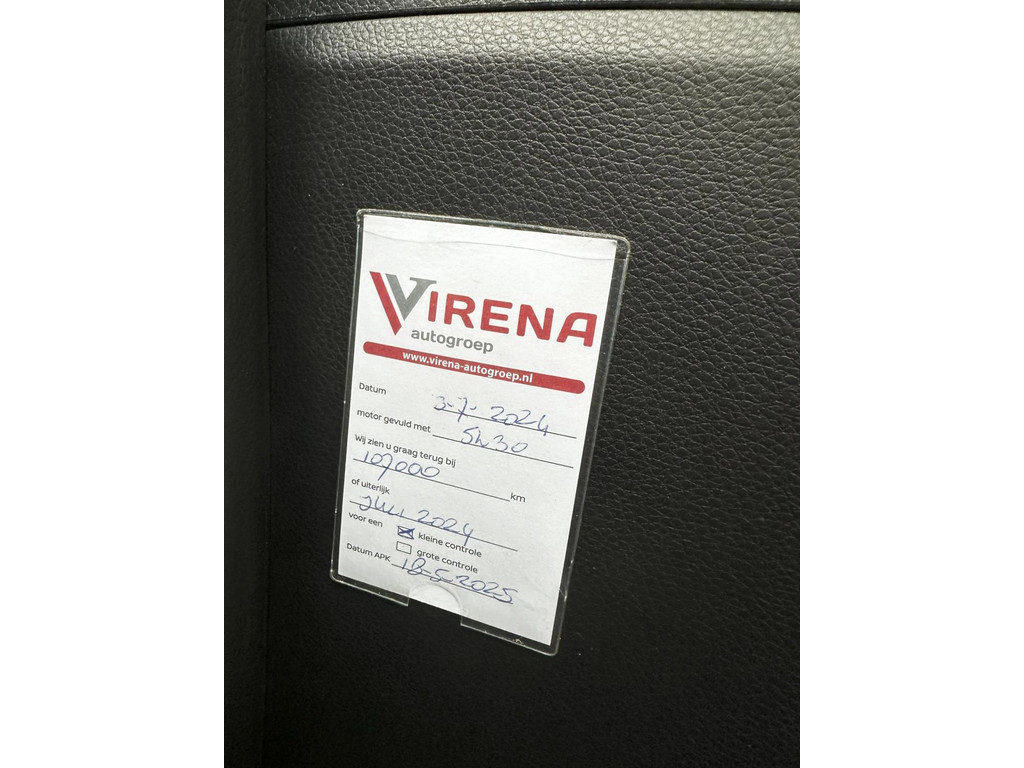 VIRENA
autogroep
www.virena-autogroep.nl
Datum 3-7-2024
motor gevuld met 5W30
Wij zien u graag terug bij
107000 km
of uiterlijk
Juli 2024
voor een kleine controle
grote controle
Datum APK 18-5-2025